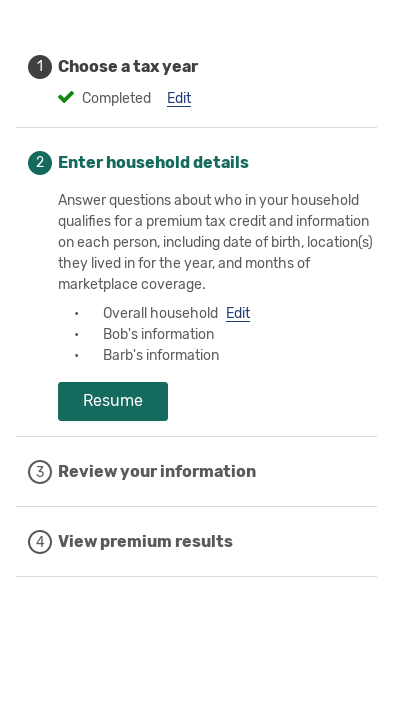 1 Choose a tax year
Completed Edit
2 Enter household details
Answer questions about who in your household
qualifies for a premium tax credit and information
on each person, including date of birth, location(s)
they lived in for the year, and months of
marketplace coverage.
• Overall household Edit
• Bob's information
• Barb's information
Resume
3 Review your information
4 View premium results